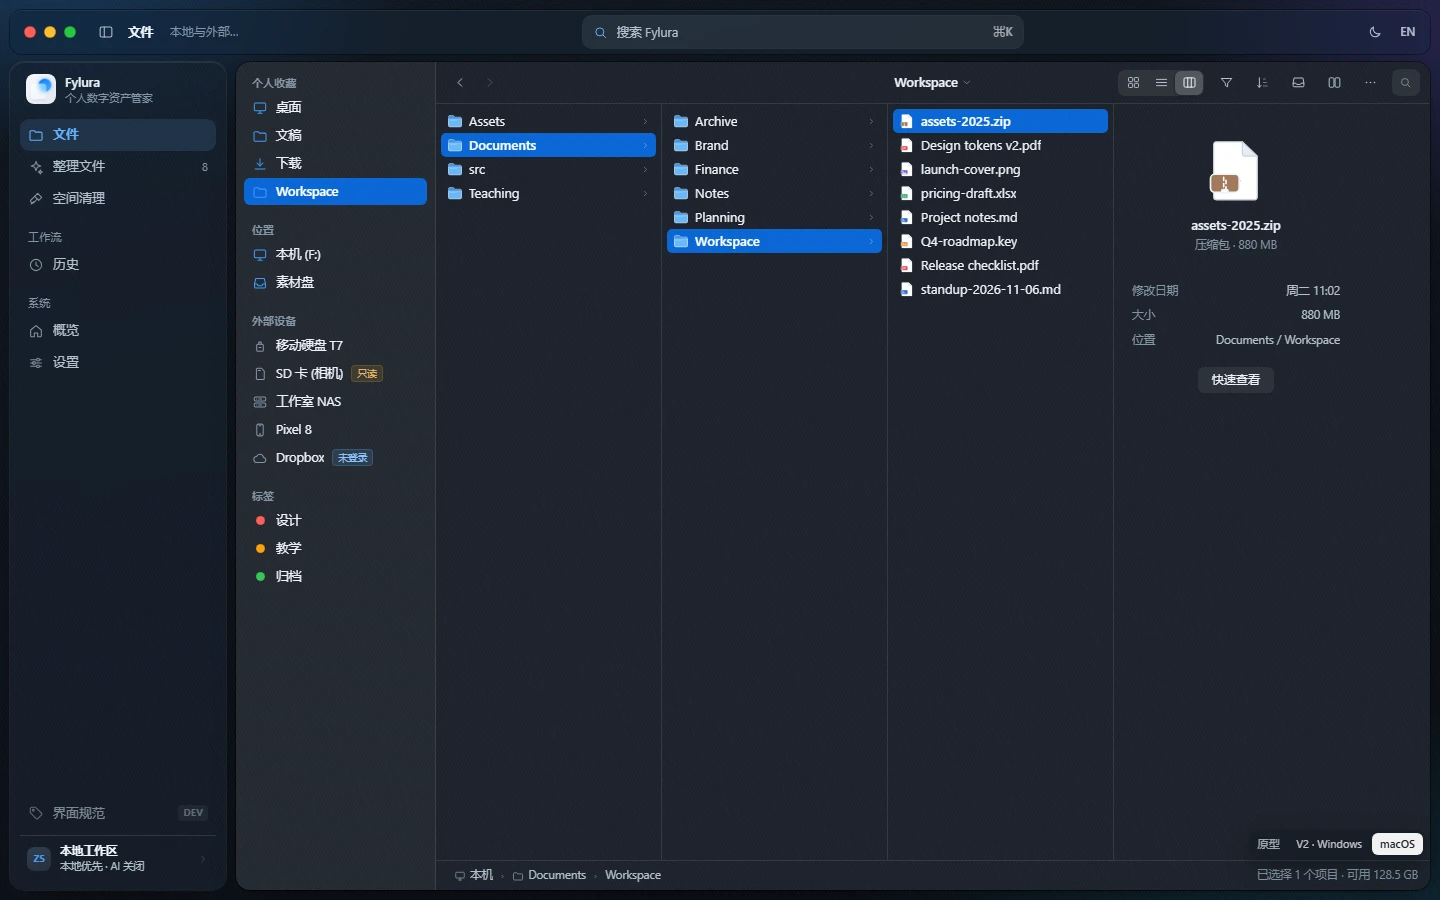 文件
本地与外部...
搜索 Fylura
⌘K
EN
Fylura
个人数字资产管家
文件
整理文件
8
空间清理
工作流
历史
系统
概览
设置
界面规范
DEV
ZS
本地工作区
本地优先 · AI 关闭
个人收藏
桌面
文稿
下载
Workspace
位置
本机 (F:)
素材盘
外部设备
移动硬盘 T7
SD 卡 (相机)
只读
工作室 NAS
Pixel 8
Dropbox
未登录
标签
设计
教学
归档
Workspace
Assets
Documents
src
Teaching
Archive
Brand
Finance
Notes
Planning
Workspace
assets-2025.zip
Design tokens v2.pdf
launch-cover.png
pricing-draft.xlsx
Project notes.md
Q4-roadmap.key
Release checklist.pdf
standup-2026-11-06.md
assets-2025.zip
压缩包 · 880 MB
修改日期
周二 11:02
大小
880 MB
位置
Documents / Workspace
快速查看
原型
V2 · Windows
macOS
本机
Documents
Workspace
已选择 1 个项目 · 可用 128.5 GB